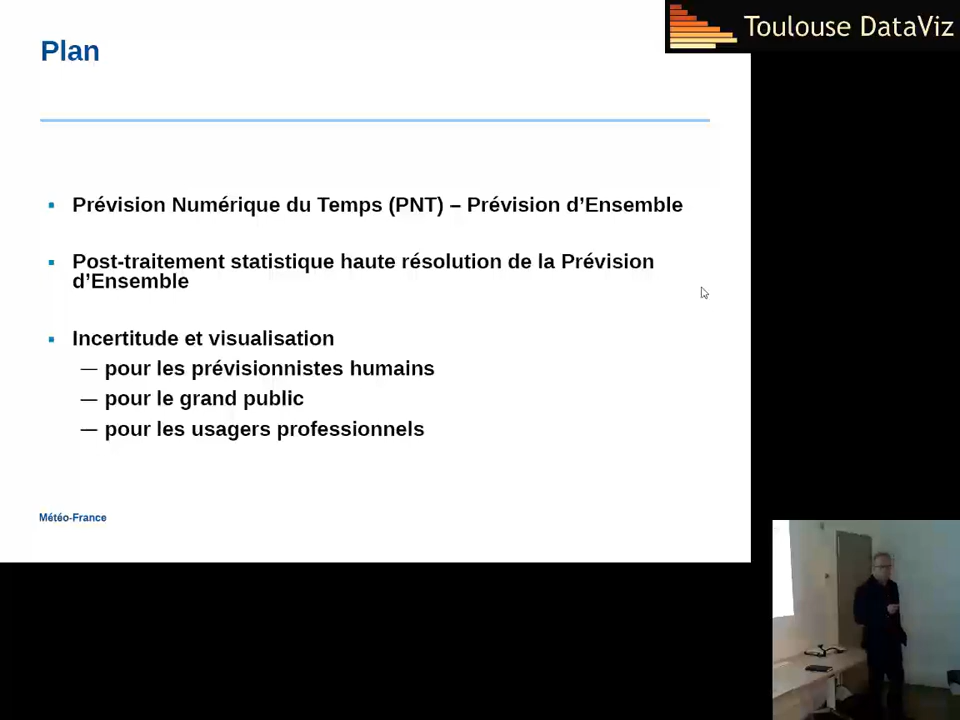 Toulouse DataViz
Plan
Prévision Numérique du Temps (PNT) – Prévision d’Ensemble
Post-traitement statistique haute résolution de la Prévision
d’Ensemble
Incertitude et visualisation
— pour les prévisionnistes humains
— pour le grand public
— pour les usagers professionnels
Météo-France